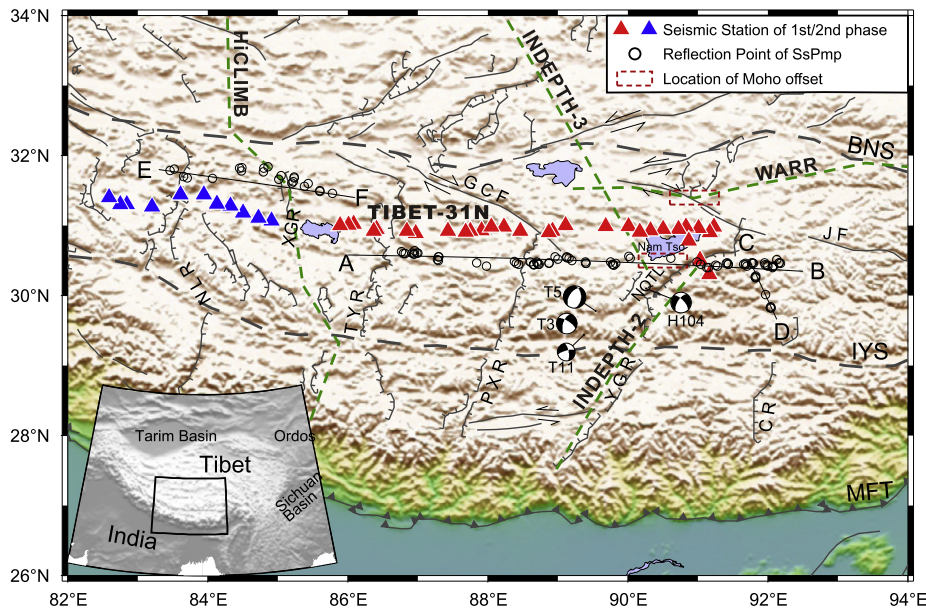 34°N
32°N
30°N
28°N
26°N
82°E
84°E
86°E
88°E
90°E
92°E
94°E
Seismic Station of 1st/2nd phase
Reflection Point of SsPmp
Location of Moho offset
HiCLIMB
INDEPTH-3
BNS
WARR
E
F
GCF
TIBET-31N
XGR
JF
Nam Tso
C
A
B
NLR
TYR
T5
NQTL
H104
T3
D
T11
INDEPTH-2
IYS
PXR
YGR
CR
MFT
Tarim Basin
Ordos
Tibet
Sichuan
Basin
India